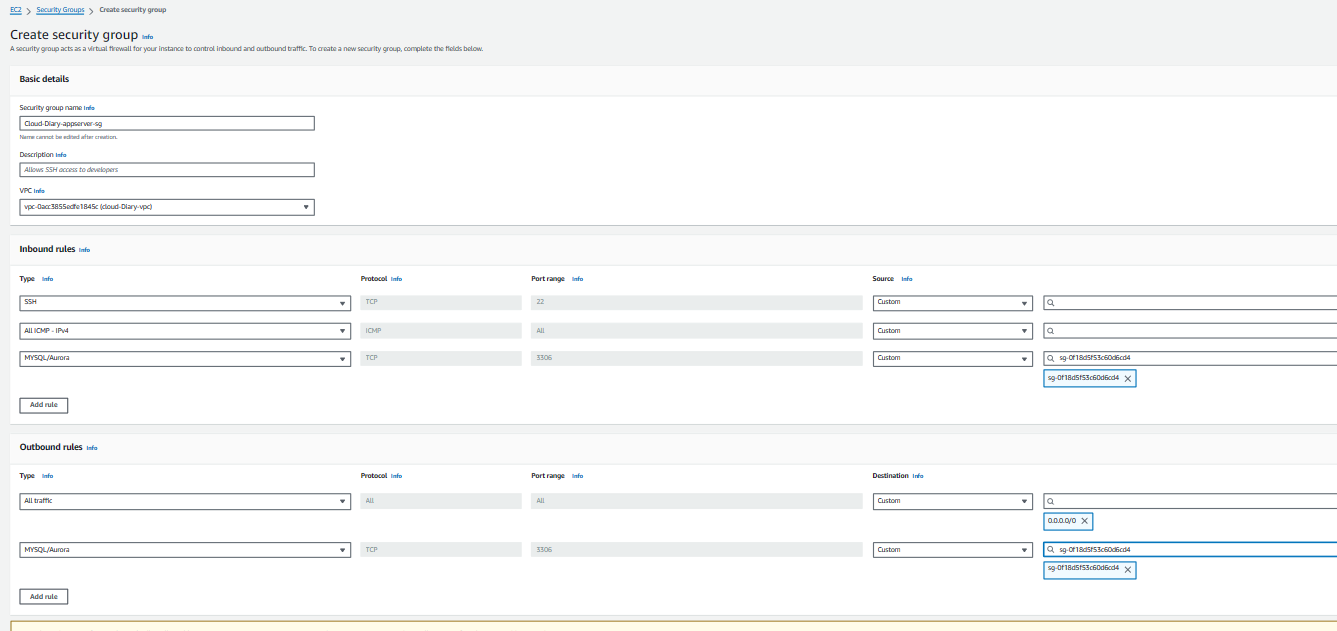 EC2 > Security Groups > Create security group
Create security group Info
A security group acts as a virtual firewall for your instance to control inbound and outbound traffic. To create a new security group, complete the fields below.
Basic details
Security group name Info
Cloud-Diary-appserver-sg
Name cannot be edited after creation.
Description Info
Allows SSH access to developers
VPC Info
vpc-0acc3855edfe1845c (cloud-Diary-vpc)
Inbound rules Info
Type Info Protocol Info Port range Info Source Info
SSH TCP 22 Custom
All ICMP - IPv4 ICMP All Custom
MYSQL/Aurora TCP 3306 Custom sg-0f18d5f53c60d6cd4
sg-0f18d5f53c60d6cd4
Add rule
Outbound rules Info
Type Info Protocol Info Port range Info Destination Info
All traffic All All Custom
0.0.0.0/0
MYSQL/Aurora TCP 3306 Custom sg-0f18d5f53c60d6cd4
sg-0f18d5f53c60d6cd4
Add rule